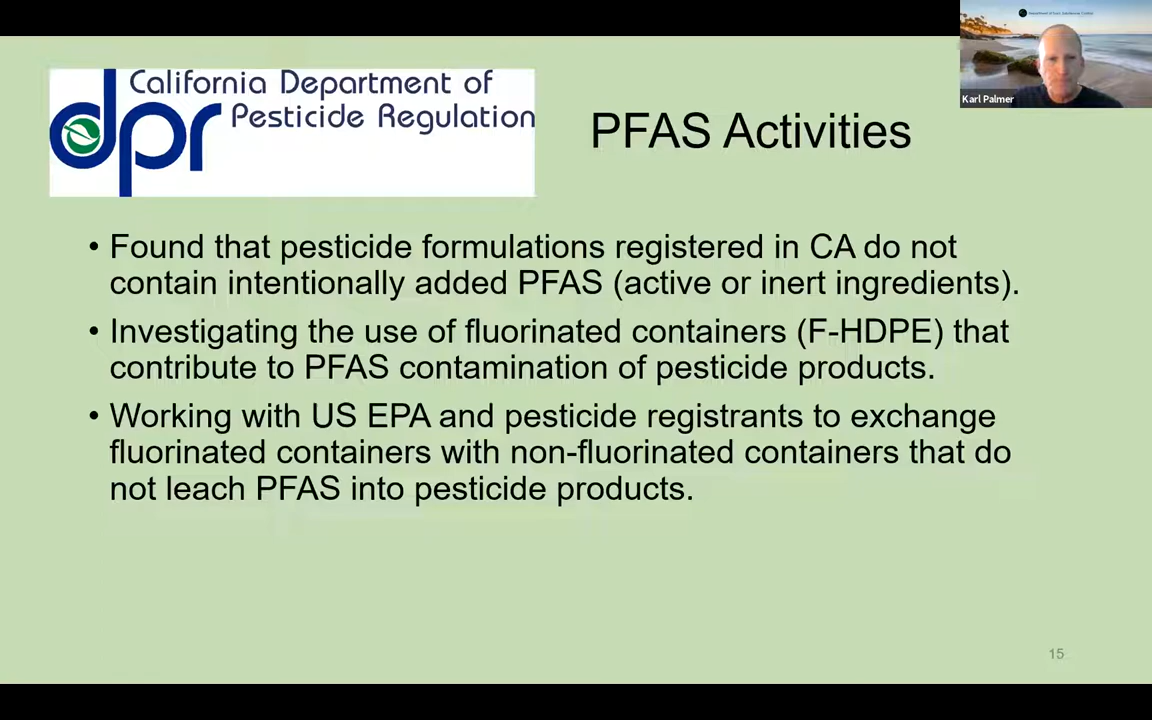 California Department of
Pesticide Regulation
dpr
PFAS Activities
Karl Palmer
• Found that pesticide formulations registered in CA do not
contain intentionally added PFAS (active or inert ingredients).
• Investigating the use of fluorinated containers (F-HDPE) that
contribute to PFAS contamination of pesticide products.
• Working with US EPA and pesticide registrants to exchange
fluorinated containers with non-fluorinated containers that do
not leach PFAS into pesticide products.
15